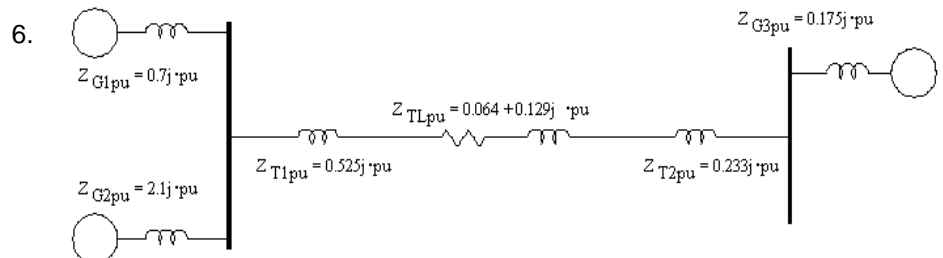 6.
Z G3pu = 0.175j·pu
Z G1pu = 0.7j·pu
Z TLpu = 0.064 +0.129j ·pu
Z T1pu = 0.525j·pu
Z T2pu = 0.233j·pu
Z G2pu = 2.1j·pu